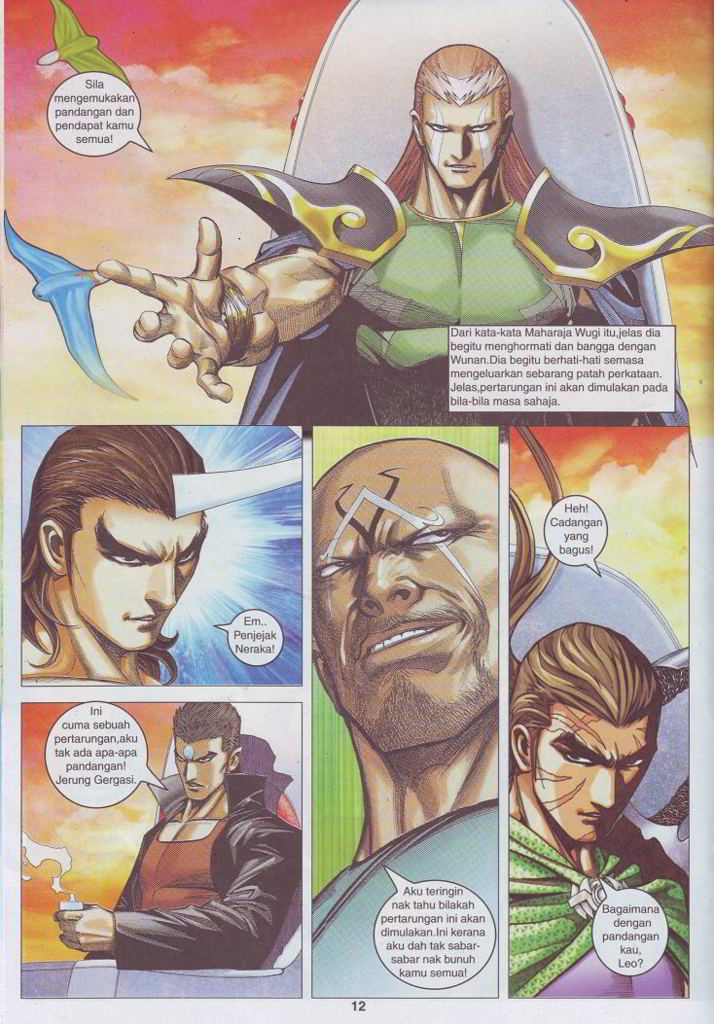 Sila
mengemukakan
pandangan dan
pendapat kamu
semua!
Dari kata-kata Maharaja Wugi itu,jelas dia
begitu menghormati dan bangga dengan
Wunan.Dia begitu berhati-hati semasa
mengeluarkan sebarang patah perkataan.
Jelas,pertarungan ini akan dimulakan pada
bila-bila masa sahaja.
Em..
Penjejak
Neraka!
Ini
cuma sebuah
pertarungan,aku
tak ada apa-apa
pandangan!
Jerung Gergasi.
Aku teringin
nak tahu bilakah
pertarungan ini akan
dimulakan.Ini kerana
aku dah tak sabar-
sabar nak bunuh
kamu semua!
Heh!
Cadangan
yang
bagus!
Bagaimana
dengan
pandangan
kau,
Leo?
12